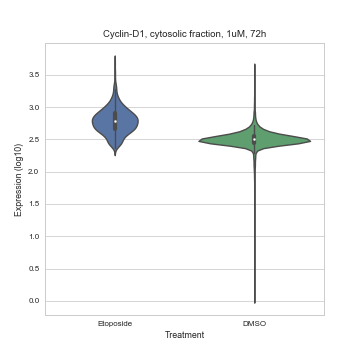 Cyclin-D1, cytosolic fraction, 1uM, 72h
Expression (log10)
3.5
3.0
2.5
2.0
1.5
1.0
0.5
0.0
Etoposide
DMSO
Treatment